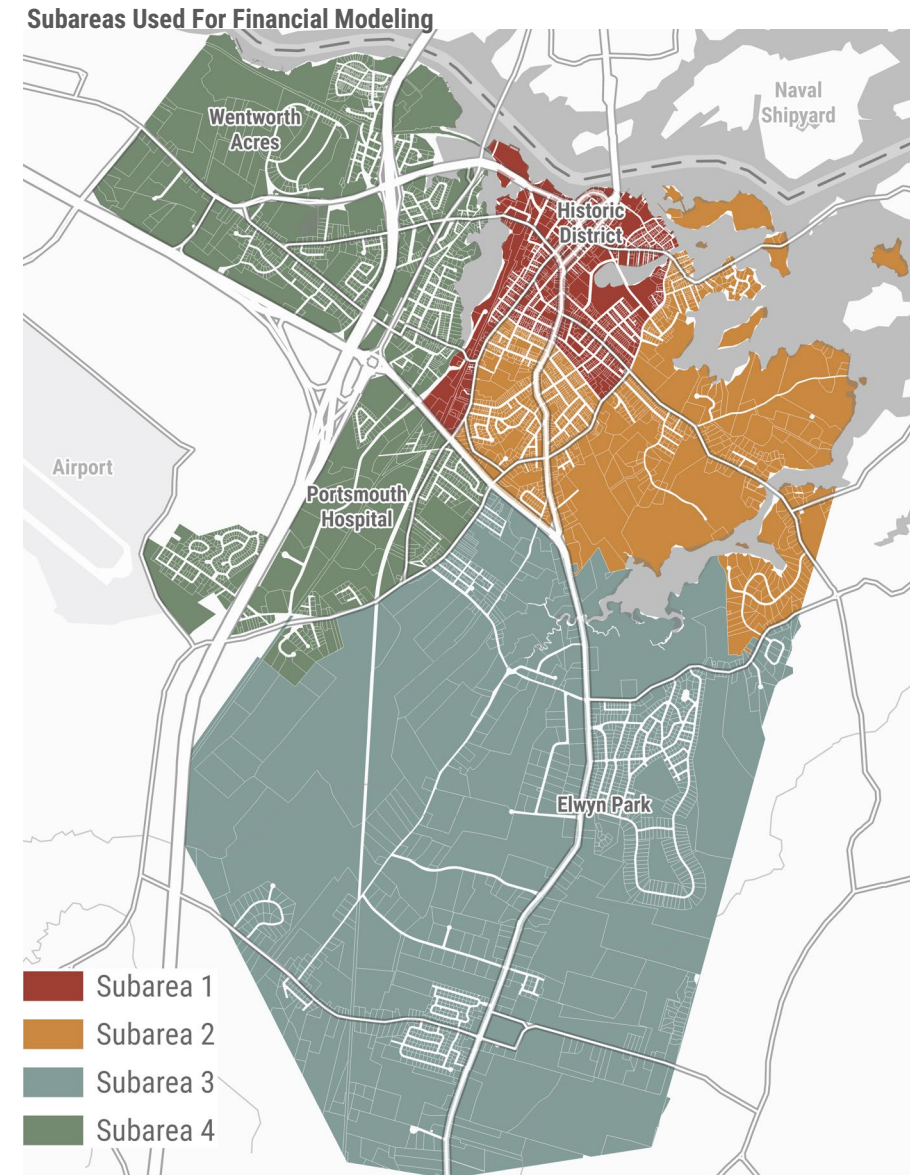 Subareas Used For Financial Modeling
Naval
Shipyard
Wentworth
Acres
Historic
District
Airport
Portsmouth
Hospital
Elwyn Park
Subarea 1
Subarea 2
Subarea 3
Subarea 4